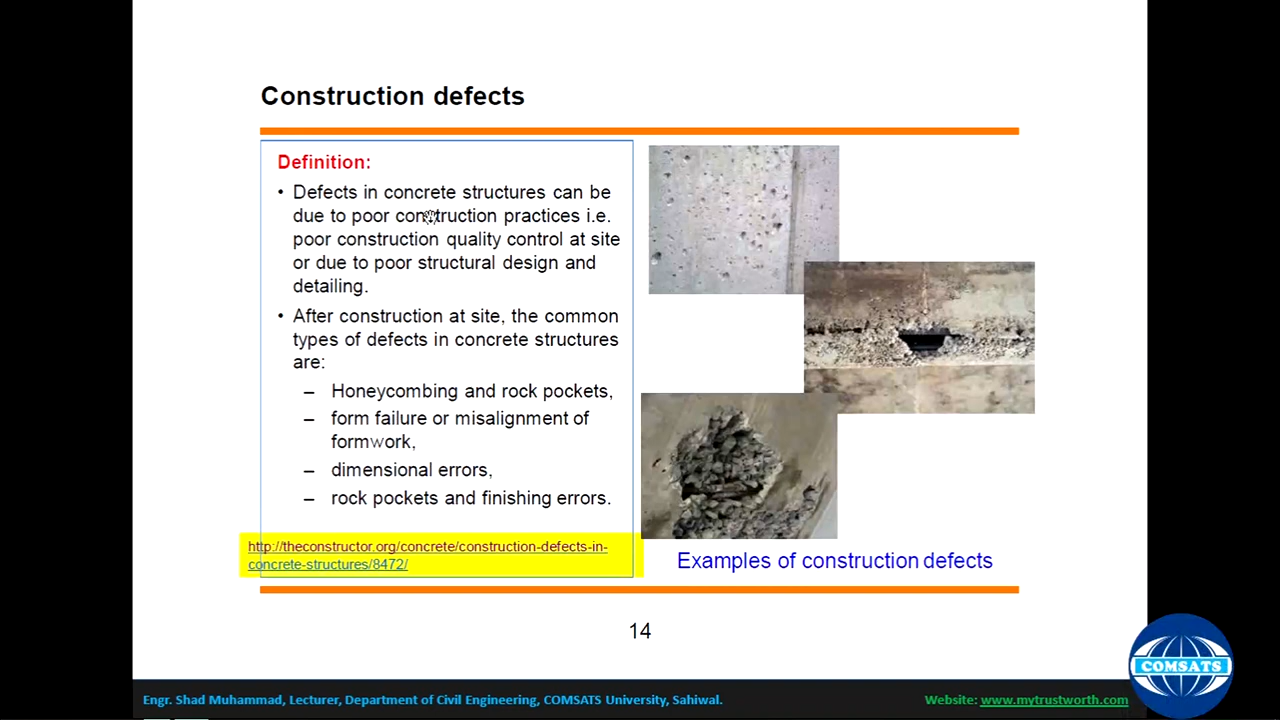 Construction defects
Definition:
• Defects in concrete structures can be
due to poor construction practices i.e.
poor construction quality control at site
or due to poor structural design and
detailing.
• After construction at site, the common
types of defects in concrete structures
are:
– Honeycombing and rock pockets,
– form failure or misalignment of
formwork,
– dimensional errors,
– rock pockets and finishing errors.
http://theconstructor.org/concrete/construction-defects-in-
concrete-structures/8472/
Examples of construction defects
14
COMSATS
Engr. Shad Muhammad, Lecturer, Department of Civil Engineering, COMSATS University, Sahiwal.
Website: www.mytrustworth.com